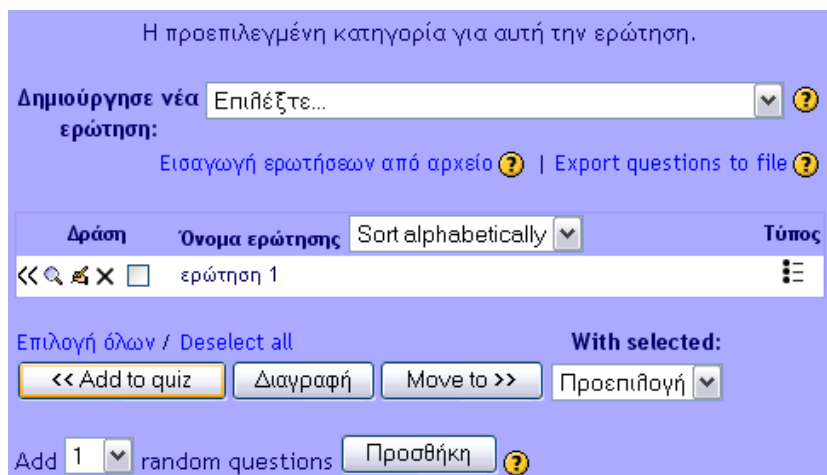 Η προεπιλεγμένη κατηγορία για αυτή την ερώτηση.
Δημιούργησε νέα ερώτηση: Επιλέξτε...
Εισαγωγή ερωτήσεων από αρχείο | Export questions to file
Δράση Όνομα ερώτησης Sort alphabetically Τύπος
<< ερώτηση 1
Επιλογή όλων / Deselect all With selected:
<< Add to quiz Διαγραφή Move to >> Προεπιλογή
Add 1 random questions Προσθήκη